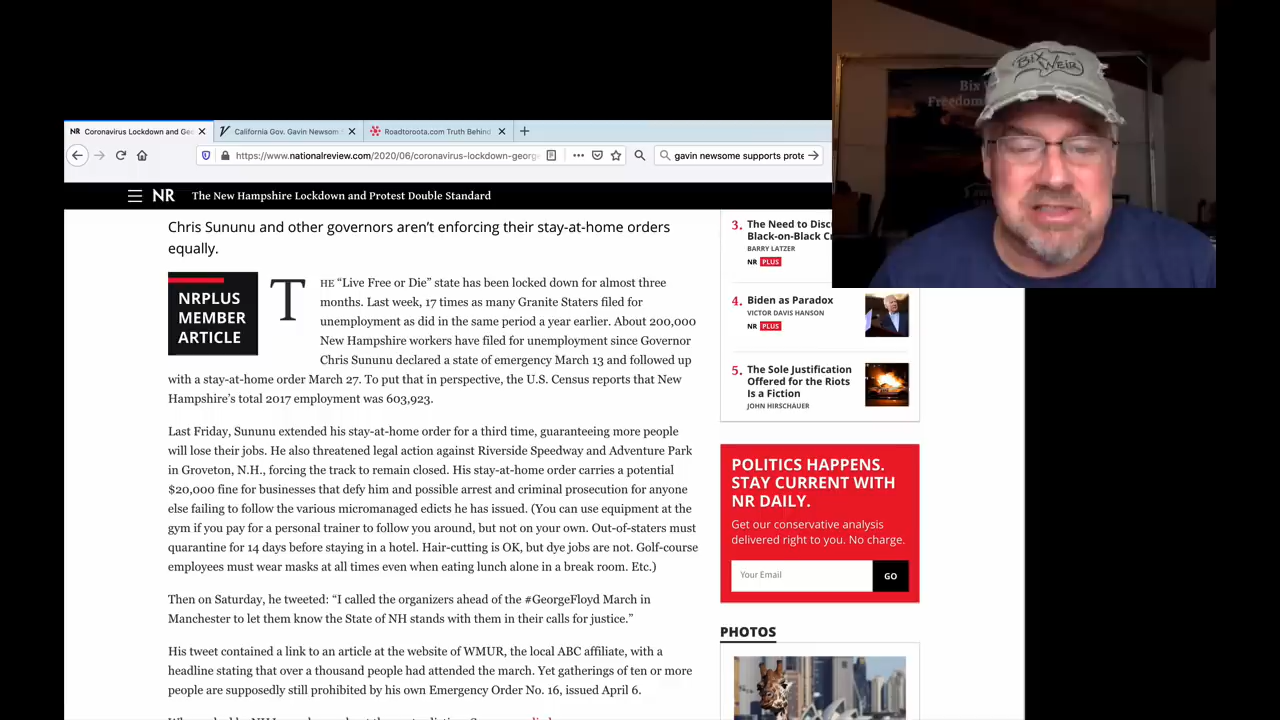 BIX WEIR
Bix
Freedom
NR Coronavirus Lockdown and Geo
California Gov. Gavin Newsom
Roadtoroota.com Truth Behind
https://www.nationalreview.com/2020/06/coronavirus-lockdown-george
gavin newsome supports prote
NR The New Hampshire Lockdown and Protest Double Standard
Chris Sununu and other governors aren’t enforcing their stay-at-home orders
equally.
NRPLUS
MEMBER
ARTICLE
THE “Live Free or Die” state has been locked down for almost three
months. Last week, 17 times as many Granite Staters filed for
unemployment as did in the same period a year earlier. About 200,000
New Hampshire workers have filed for unemployment since Governor
Chris Sununu declared a state of emergency March 13 and followed up
with a stay-at-home order March 27. To put that in perspective, the U.S. Census reports that New
Hampshire’s total 2017 employment was 603,923.
Last Friday, Sununu extended his stay-at-home order for a third time, guaranteeing more people
will lose their jobs. He also threatened legal action against Riverside Speedway and Adventure Park
in Groveton, N.H., forcing the track to remain closed. His stay-at-home order carries a potential
$20,000 fine for businesses that defy him and possible arrest and criminal prosecution for anyone
else failing to follow the various micromanaged edicts he has issued. (You can use equipment at the
gym if you pay for a personal trainer to follow you around, but not on your own. Out-of-staters must
quarantine for 14 days before staying in a hotel. Hair-cutting is OK, but dye jobs are not. Golf-course
employees must wear masks at all times even when eating lunch alone in a break room. Etc.)
Then on Saturday, he tweeted: “I called the organizers ahead of the #GeorgeFloyd March in
Manchester to let them know the State of NH stands with them in their calls for justice.”
His tweet contained a link to an article at the website of WMUR, the local ABC affiliate, with a
headline stating that over a thousand people had attended the march. Yet gatherings of ten or more
people are supposedly still prohibited by his own Emergency Order No. 16, issued April 6.
3. The Need to Disc
Black-on-Black C
BARRY LATZER
NR PLUS
4. Biden as Paradox
VICTOR DAVIS HANSON
NR PLUS
5. The Sole Justification
Offered for the Riots
Is a Fiction
JOHN HIRSCHAUER
POLITICS HAPPENS.
STAY CURRENT WITH
NR DAILY.
Get our conservative analysis
delivered right to you. No charge.
Your Email
GO
PHOTOS